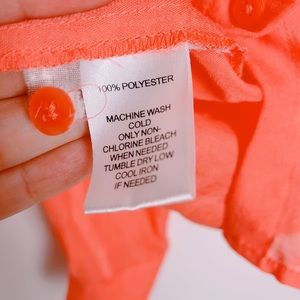 100% POLYESTER
MACHINE WASH
COLD
ONLY NON-
CHLORINE BLEACH
WHEN NEEDED
TUMBLE DRY LOW
COOL IRON
IF NEEDED